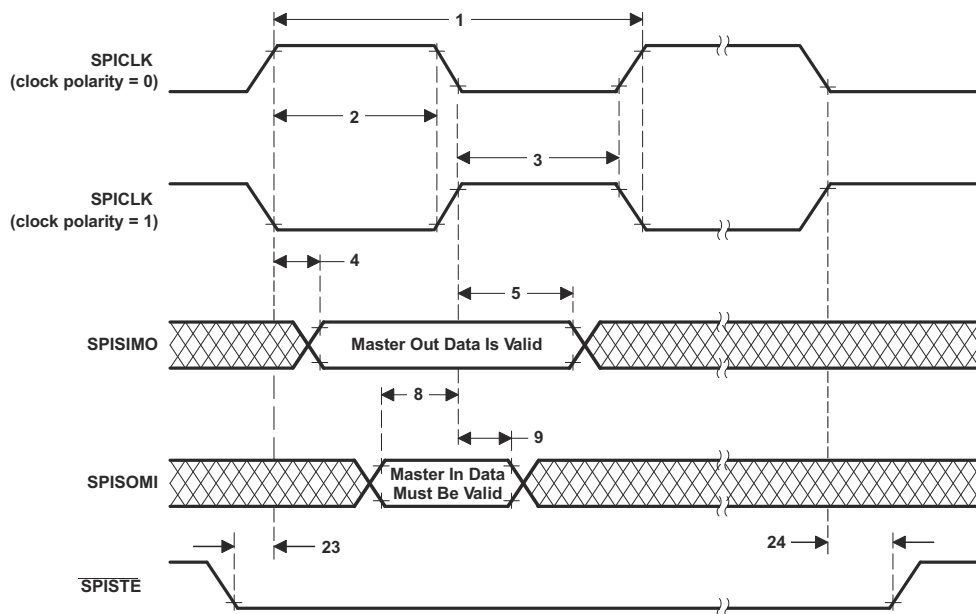 1
SPICLK
(clock polarity = 0)
2
3
SPICLK
(clock polarity = 1)
4
5
SPISIMO
Master Out Data Is Valid
8
9
SPISOMI
Master In Data
Must Be Valid
23
24
SPISTE